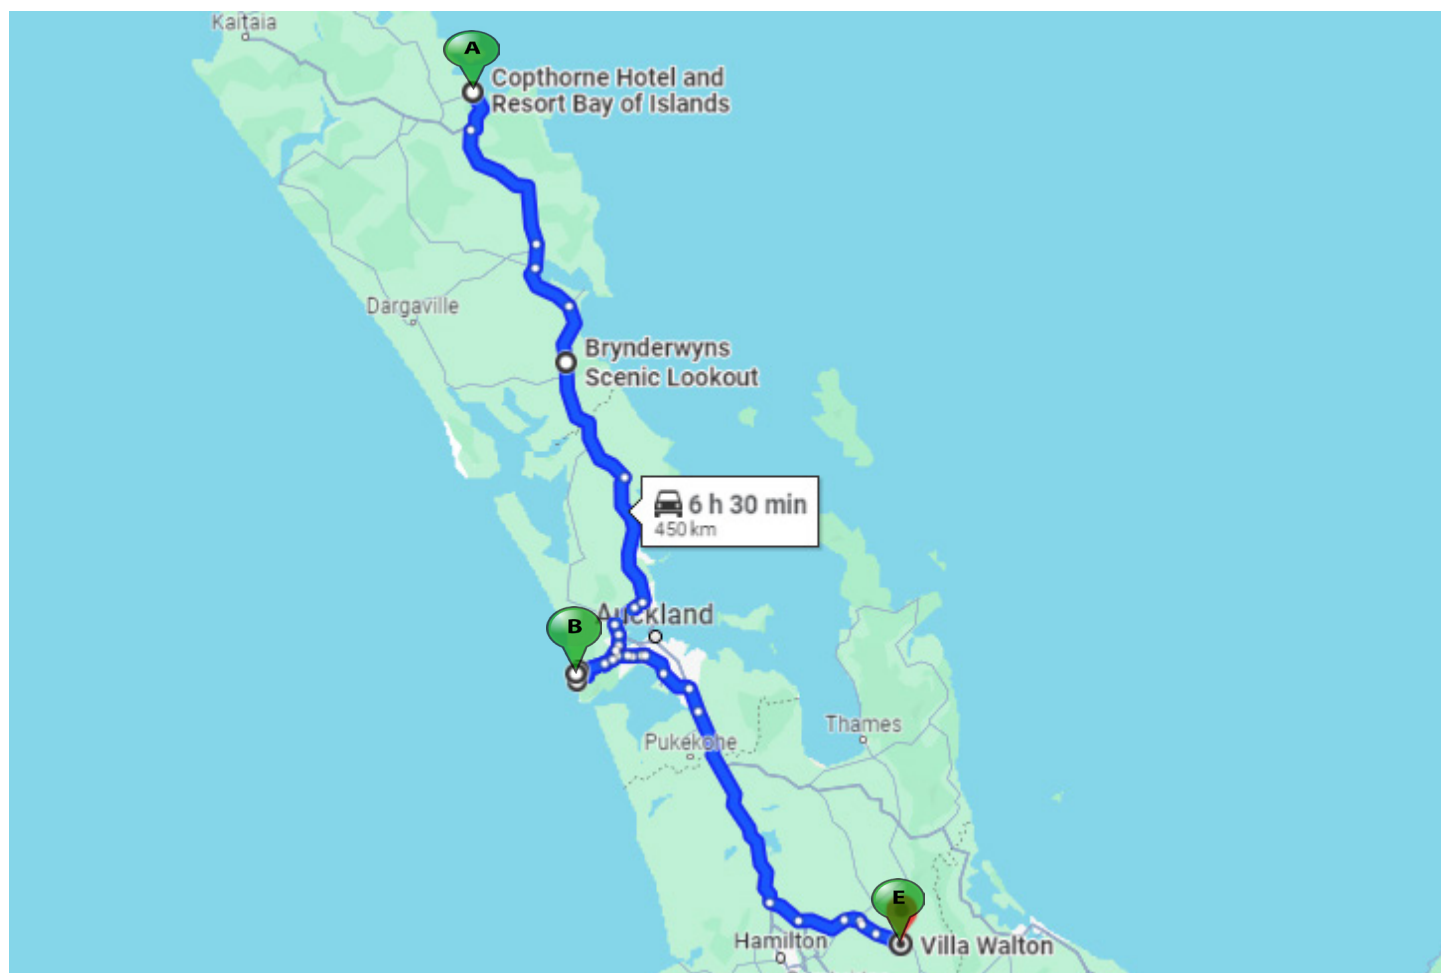 Kaitaia
A
Copthorne Hotel and
Resort Bay of Islands
Dargaville
Brynderwyns
Scenic Lookout
6 h 30 min
450 km
Auckland
B
Thames
Pukekohe
E
Hamilton
Villa Walton